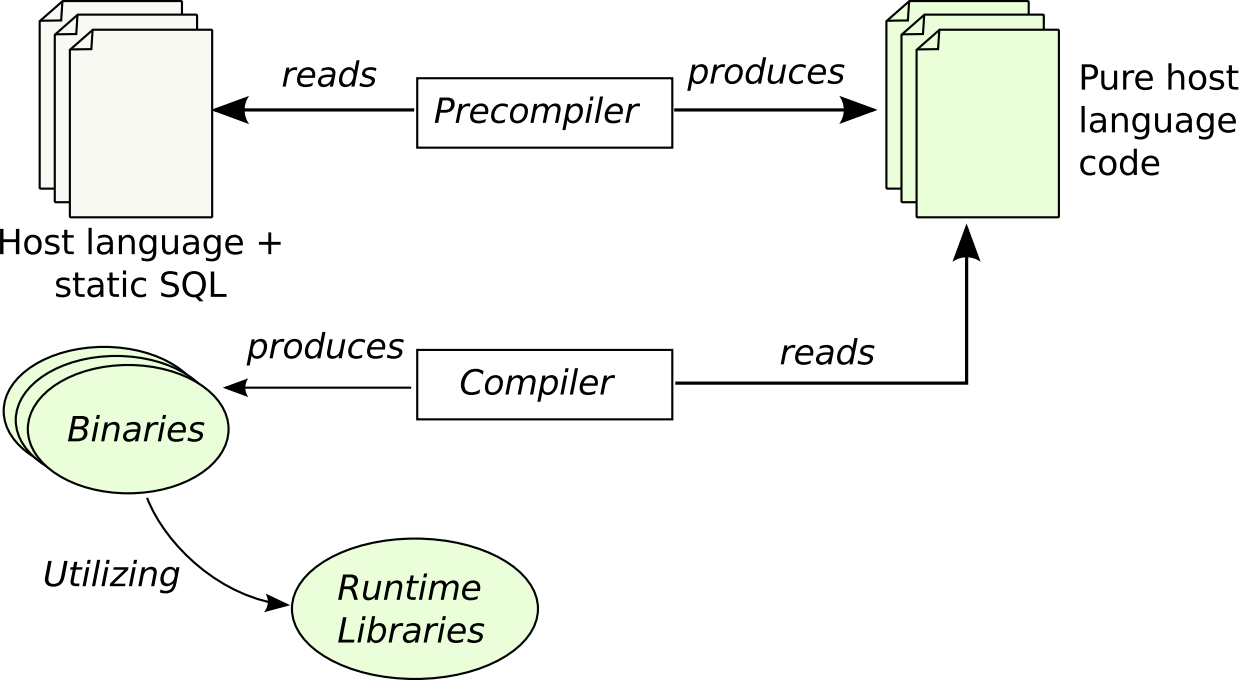 reads
Precompiler
produces
Pure host
language
code
Host language +
static SQL
produces
Compiler
reads
Binaries
Utilizing
Runtime
Libraries